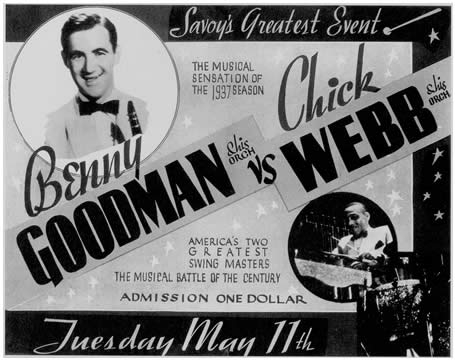 Savoy's Greatest Event
THE MUSICAL
SENSATION OF
THE 1937 SEASON
Benny
GOODMAN
& his
ORCH
vs
Chick
WEBB
& his
ORCH
AMERICA'S TWO
GREATEST
SWING MASTERS
THE MUSICAL BATTLE OF THE CENTURY
ADMISSION ONE DOLLAR
Tuesday May 11th